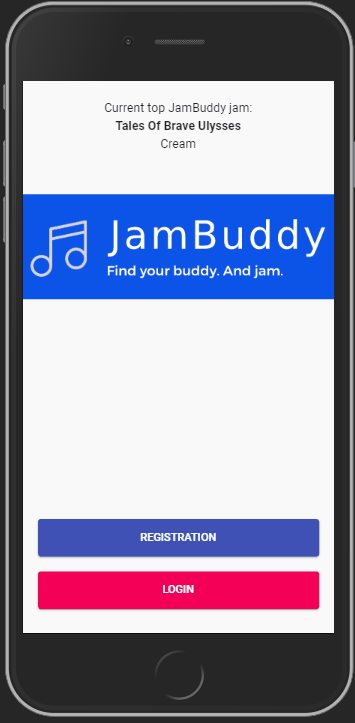 Current top JamBuddy jam:
Tales Of Brave Ulysses
Cream
JamBuddy
Find your buddy. And jam.
REGISTRATION
LOGIN